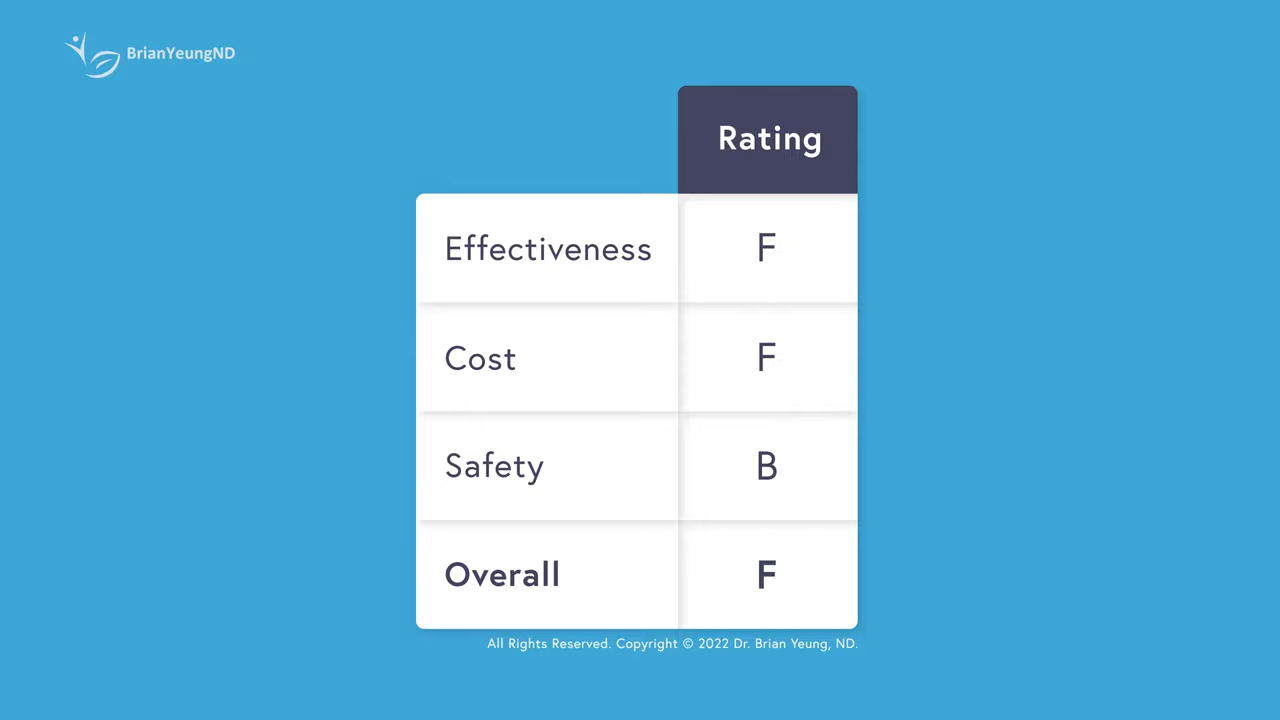 BrianYeungND
Rating
Effectiveness F
Cost F
Safety B
Overall F
All Rights Reserved. Copyright © 2022 Dr. Brian Yeung, ND.